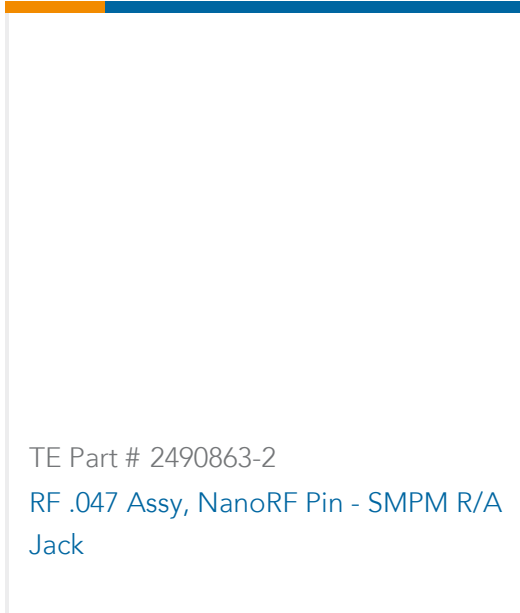 TE Part # 2490863-2
RF .047 Assy, NanoRF Pin - SMPM R/A
Jack